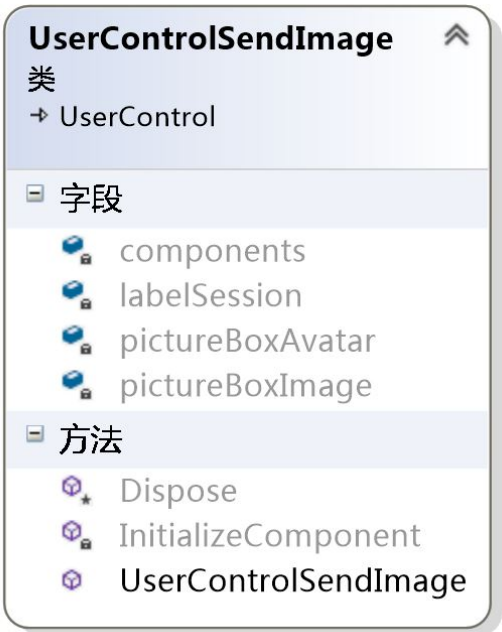 UserControlSendImage
类
UserControl
字段
components
labelSession
pictureBoxAvatar
pictureBoxImage
方法
Dispose
InitializeComponent
UserControlSendImage